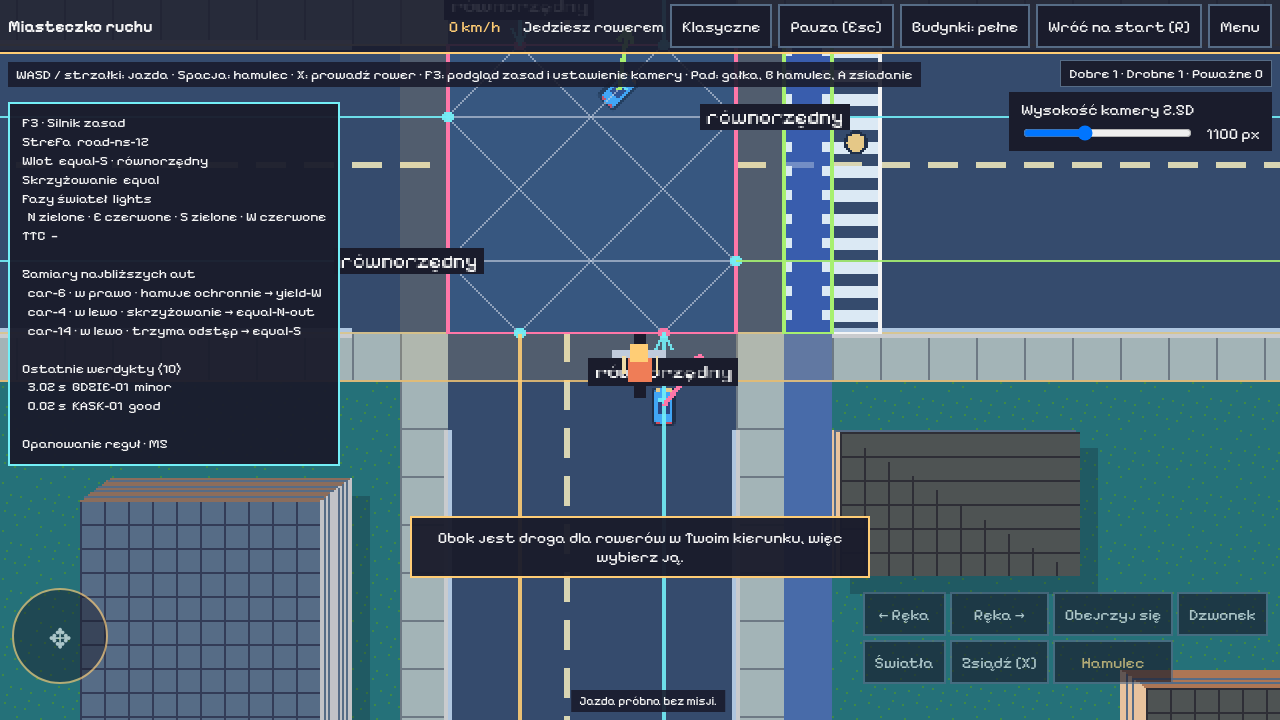 Miasteczko ruchu
0 km/h
Jedziesz rowerem
Klasyczne
Pauza (Esc)
Budynki: pełne
Wróć na start (R)
Menu
WASD / strzałki: jazda · Spacja: hamulec · X: prowadź rower · F3: podgląd zasad i ustawienie kamery · Pad: gałka, B hamulec, A zsiadanie
Dobre 1 · Drobne 1 · Poważne 0
Wysokość kamery 2.5D
1100 px
równorzędny
F3 · Silnik zasad
Strefa road-ns-12
Wlot equal-S · równorzędny
Skrzyżowanie equal
Fazy świateł lights
N zielone · E czerwone · S zielone · W czerwone
TTC –
Zamiary najbliższych aut
car-6 · w prawo · hamuje ochronnie → yield-W
car-4 · w lewo · skrzyżowanie → equal-N-out
car-14 · w lewo · trzyma odstęp → equal-S
Ostatnie werdykty (10)
3.02 s GDZIE-01 minor
0.02 s KASK-01 good
Opanowanie reguł · MS
równorzędny
Obok jest droga dla rowerów w Twoim kierunku, więc
wybierz ją.
← Ręka
Ręka →
Obejrzyj się
Dzwonek
Światła
Zsiądź (X)
Hamulec
Jazda próbna bez misji.